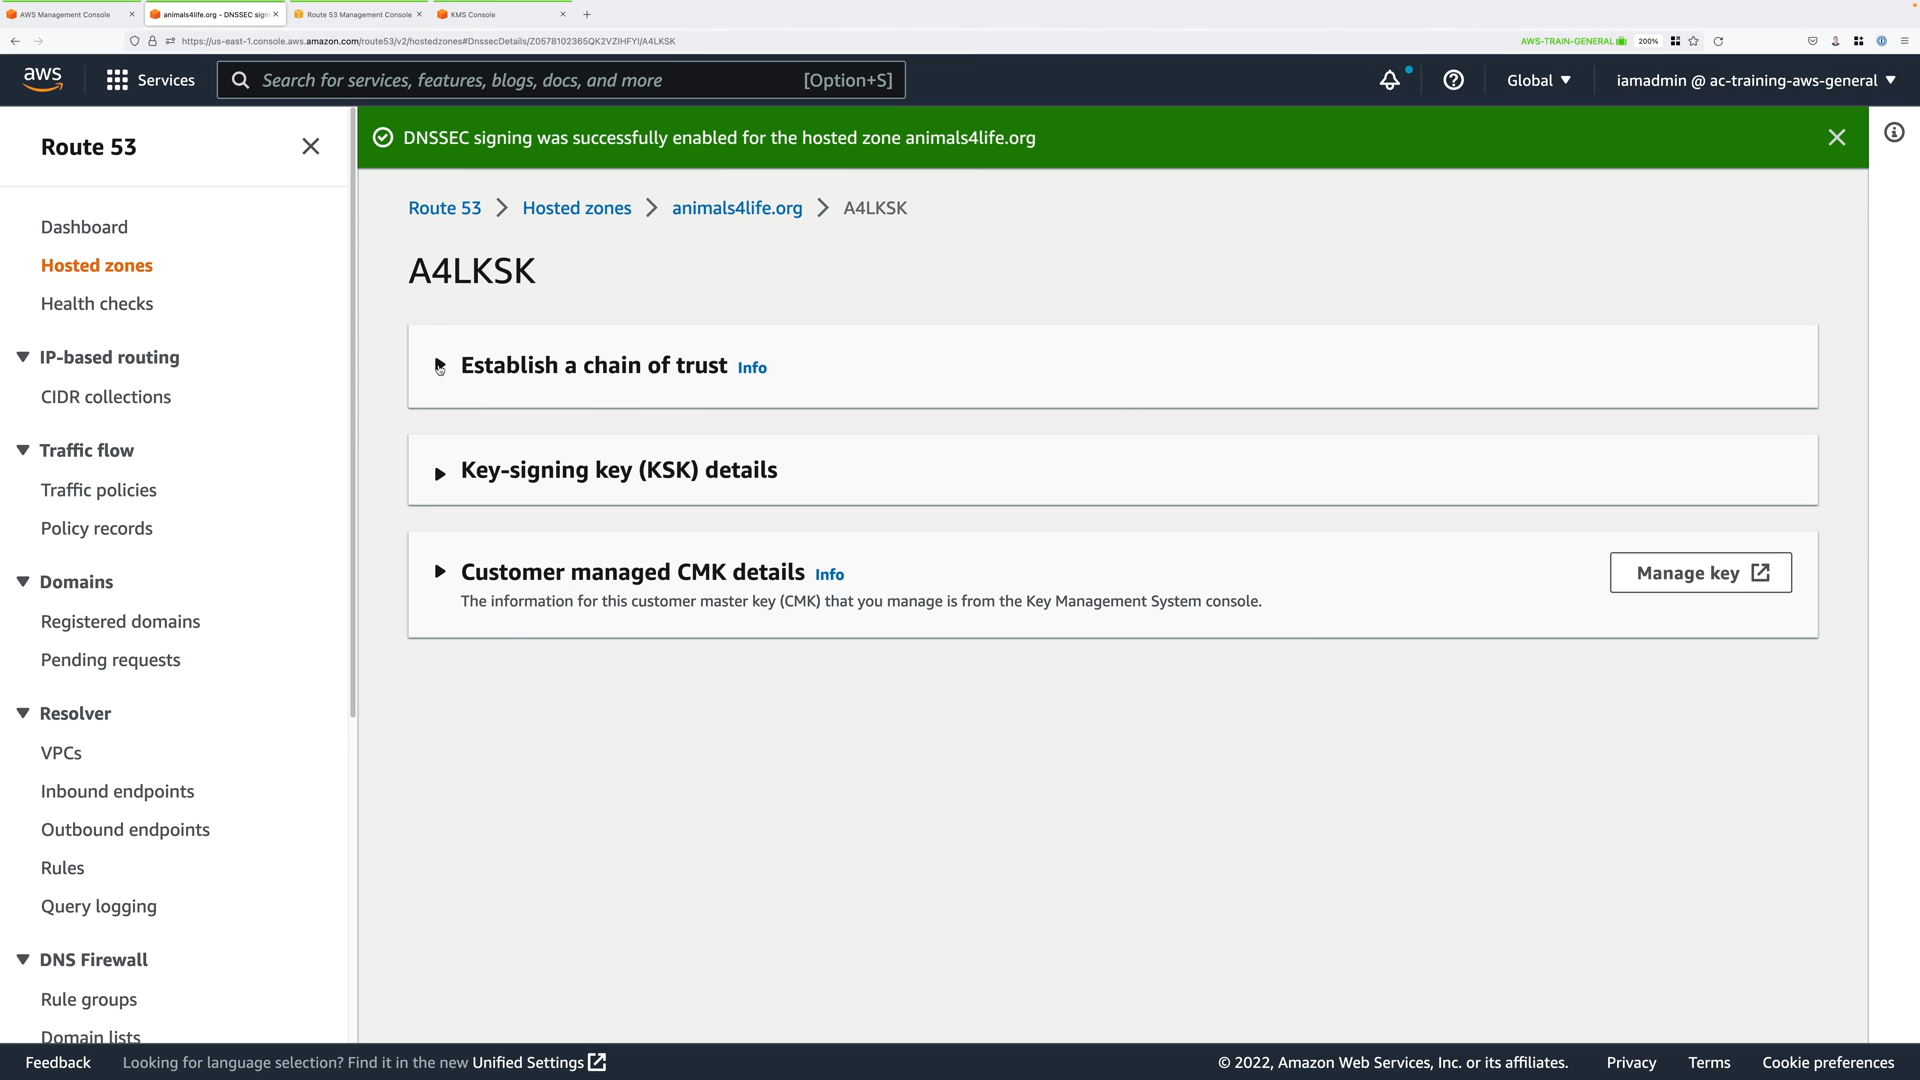 AWS Management Console
animals4life.org - DNSSEC sign
Route 53 Management Console
KMS Console
https://us-east-1.console.aws.amazon.com/route53/v2/hostedzones#DnssecDetails/Z0578102365QK2VZIHFYI/A4LKSK
AWS-TRAIN-GENERAL
200%
aws
Services
Search for services, features, blogs, docs, and more
[Option+S]
Global
iamadmin @ ac-training-aws-general
Route 53
DNSSEC signing was successfully enabled for the hosted zone animals4life.org
Dashboard
Hosted zones
Health checks
IP-based routing
CIDR collections
Traffic flow
Traffic policies
Policy records
Domains
Registered domains
Pending requests
Resolver
VPCs
Inbound endpoints
Outbound endpoints
Rules
Query logging
DNS Firewall
Rule groups
Domain lists
Route 53 > Hosted zones > animals4life.org > A4LKSK
A4LKSK
Establish a chain of trust Info
Key-signing key (KSK) details
Customer managed CMK details Info
The information for this customer master key (CMK) that you manage is from the Key Management System console.
Manage key
Feedback
Looking for language selection? Find it in the new Unified Settings
© 2022, Amazon Web Services, Inc. or its affiliates.
Privacy
Terms
Cookie preferences